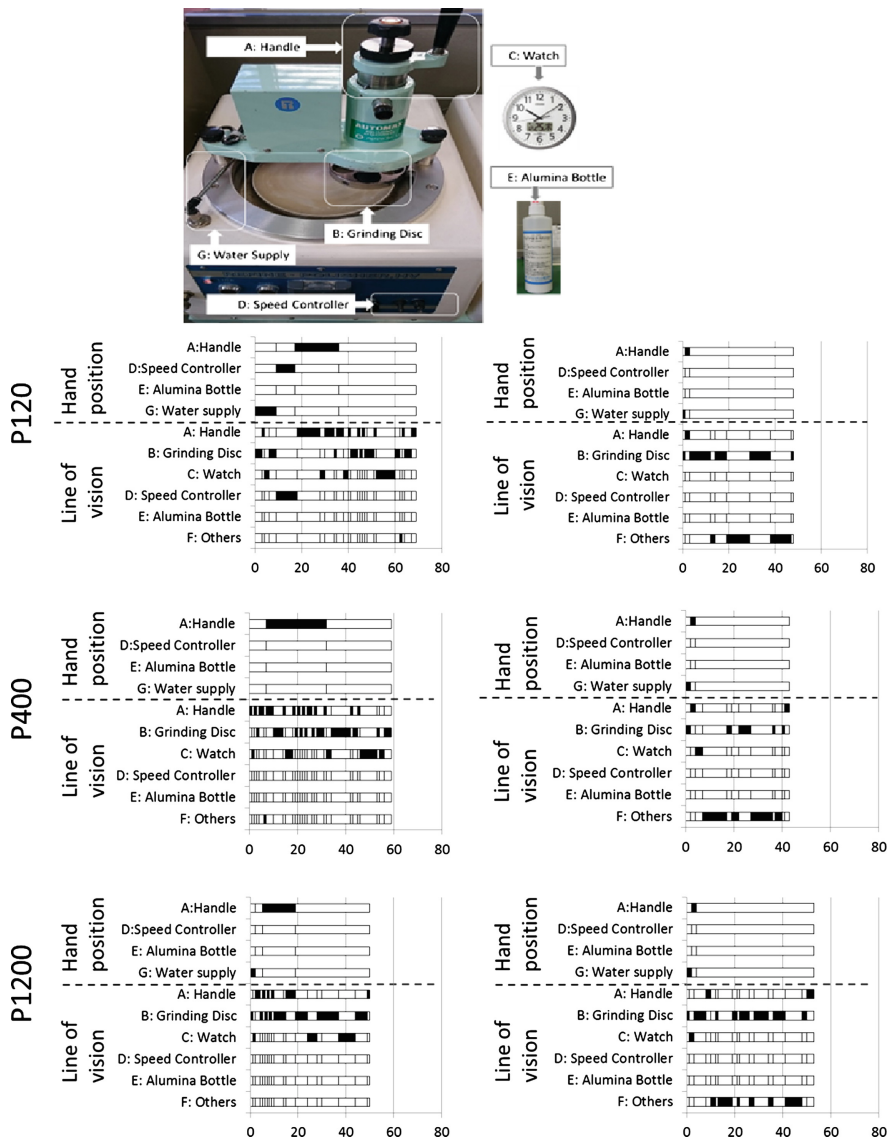 A: Handle
C: Watch
AUTOMAX
E: Alumina Bottle
B: Grinding Disc
G: Water Supply
D: Speed Controller
P120
Hand position
A:Handle
D:Speed Controller
E: Alumina Bottle
G: Water supply
Line of vision
A: Handle
B: Grinding Disc
C: Watch
D: Speed Controller
E: Alumina Bottle
F: Others
0 20 40 60 80
Hand position
A:Handle
D:Speed Controller
E: Alumina Bottle
G: Water supply
Line of vision
A: Handle
B: Grinding Disc
C: Watch
D: Speed Controller
E: Alumina Bottle
F: Others
0 20 40 60 80
P400
Hand position
A:Handle
D:Speed Controller
E: Alumina Bottle
G: Water supply
Line of vision
A: Handle
B: Grinding Disc
C: Watch
D: Speed Controller
E: Alumina Bottle
F: Others
0 20 40 60 80
Hand position
A:Handle
D:Speed Controller
E: Alumina Bottle
G: Water supply
Line of vision
A: Handle
B: Grinding Disc
C: Watch
D: Speed Controller
E: Alumina Bottle
F: Others
0 20 40 60 80
P1200
Hand position
A:Handle
D:Speed Controller
E: Alumina Bottle
G: Water supply
Line of vision
A: Handle
B: Grinding Disc
C: Watch
D: Speed Controller
E: Alumina Bottle
F: Others
0 20 40 60 80
Hand position
A:Handle
D:Speed Controller
E: Alumina Bottle
G: Water supply
Line of vision
A: Handle
B: Grinding Disc
C: Watch
D: Speed Controller
E: Alumina Bottle
F: Others
0 20 40 60 80